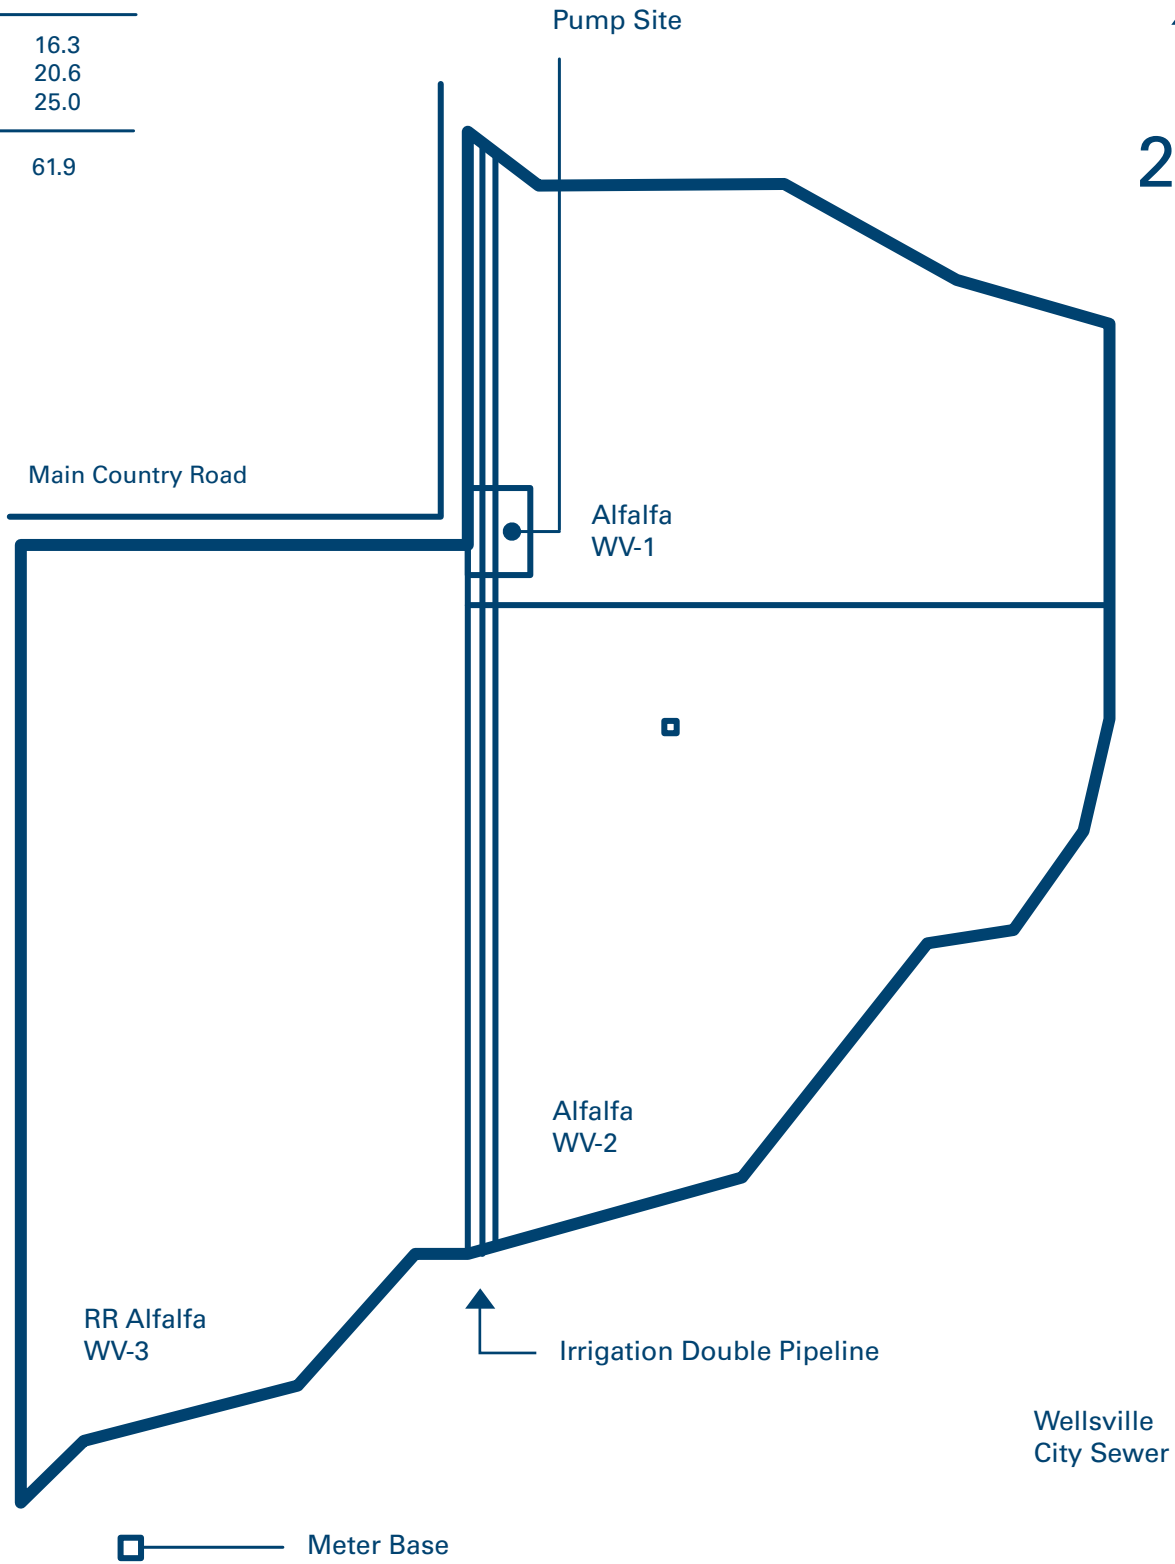 Pump Site
16.3
20.6
25.0
61.9
2
Main Country Road
Alfalfa
WV-1
Alfalfa
WV-2
RR Alfalfa
WV-3
Irrigation Double Pipeline
Wellsville
City Sewer
Meter Base